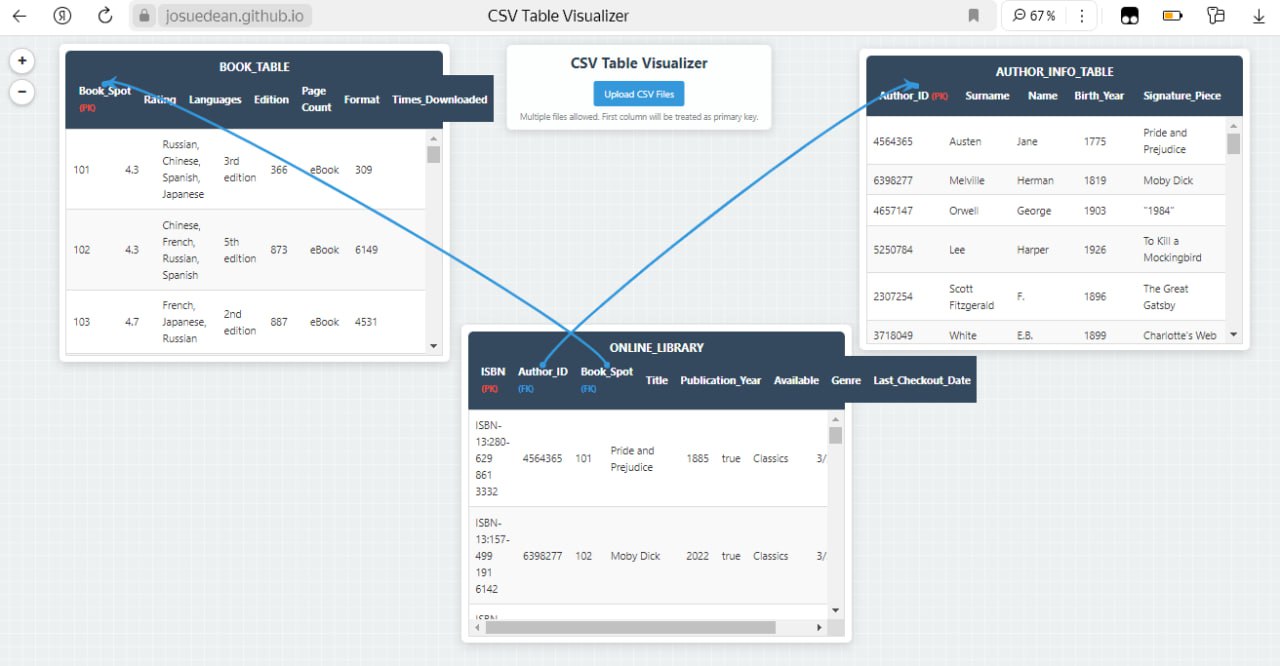 josuedean.github.io
CSV Table Visualizer
67 %
+
−
BOOK_TABLE
Book_Spot (PK) Rating Languages Edition Page Count Format Times_Downloaded
101 4.3 Russian, Chinese, Spanish, Japanese 3rd edition 366 eBook 309
102 4.3 Chinese, French, Russian, Spanish 5th edition 873 eBook 6149
103 4.7 French, Japanese, Russian 2nd edition 887 eBook 4531
CSV Table Visualizer
Upload CSV Files
Multiple files allowed. First column will be treated as primary key.
AUTHOR_INFO_TABLE
Author_ID (PK) Surname Name Birth_Year Signature_Piece
4564365 Austen Jane 1775 Pride and Prejudice
6398277 Melville Herman 1819 Moby Dick
4657147 Orwell George 1903 "1984"
5250784 Lee Harper 1926 To Kill a Mockingbird
2307254 Scott Fitzgerald F. 1896 The Great Gatsby
3718049 White E.B. 1899 Charlotte's Web
ONLINE_LIBRARY
ISBN (PK) Author_ID (FK) Book_Spot (FK) Title Publication_Year Available Genre Last_Checkout_Date
ISBN-13:280-629 861 3332 4564365 101 Pride and Prejudice 1885 true Classics 3/
ISBN-13:157-499 191 6142 6398277 102 Moby Dick 2022 true Classics 3/